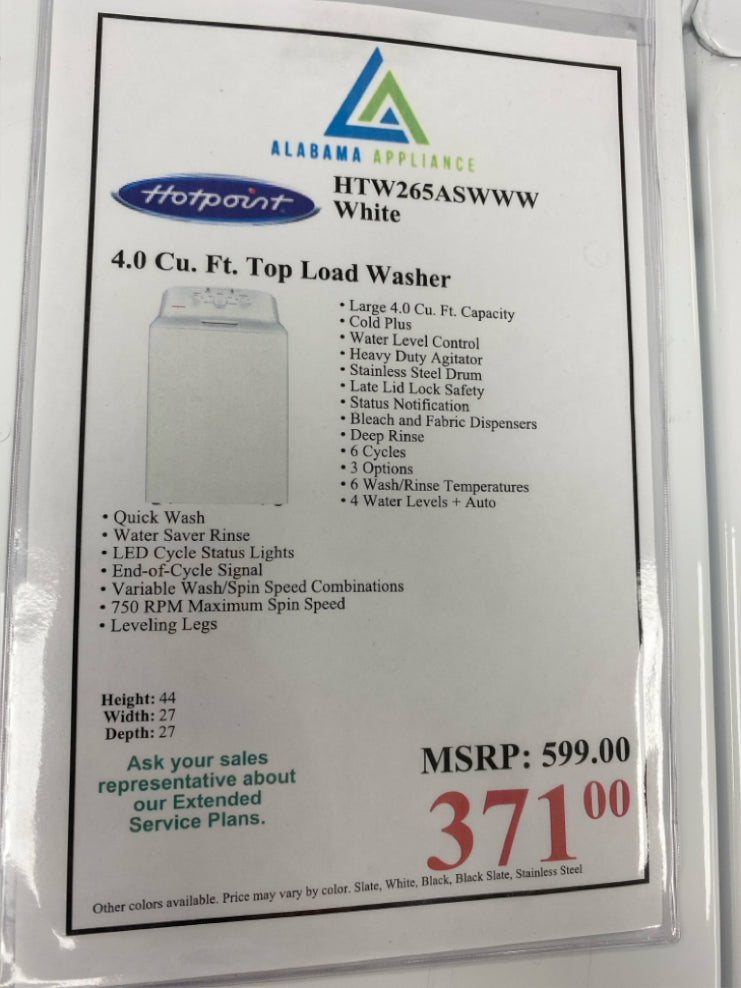 ALABAMA APPLIANCE
Hotpoint
HTW265ASWWW
White
4.0 Cu. Ft. Top Load Washer
• Large 4.0 Cu. Ft. Capacity
• Cold Plus
• Water Level Control
• Heavy Duty Agitator
• Stainless Steel Drum
• Late Lid Lock Safety
• Status Notification
• Bleach and Fabric Dispensers
• Deep Rinse
• 6 Cycles
• 3 Options
• 6 Wash/Rinse Temperatures
• 4 Water Levels + Auto
• Quick Wash
• Water Saver Rinse
• LED Cycle Status Lights
• End-of-Cycle Signal
• Variable Wash/Spin Speed Combinations
• 750 RPM Maximum Spin Speed
• Leveling Legs
Height: 44
Width: 27
Depth: 27
Ask your sales
representative about
our Extended
Service Plans.
MSRP: 599.00
371 00
Other colors available. Price may vary by color. Slate, White, Black, Black Slate, Stainless Steel